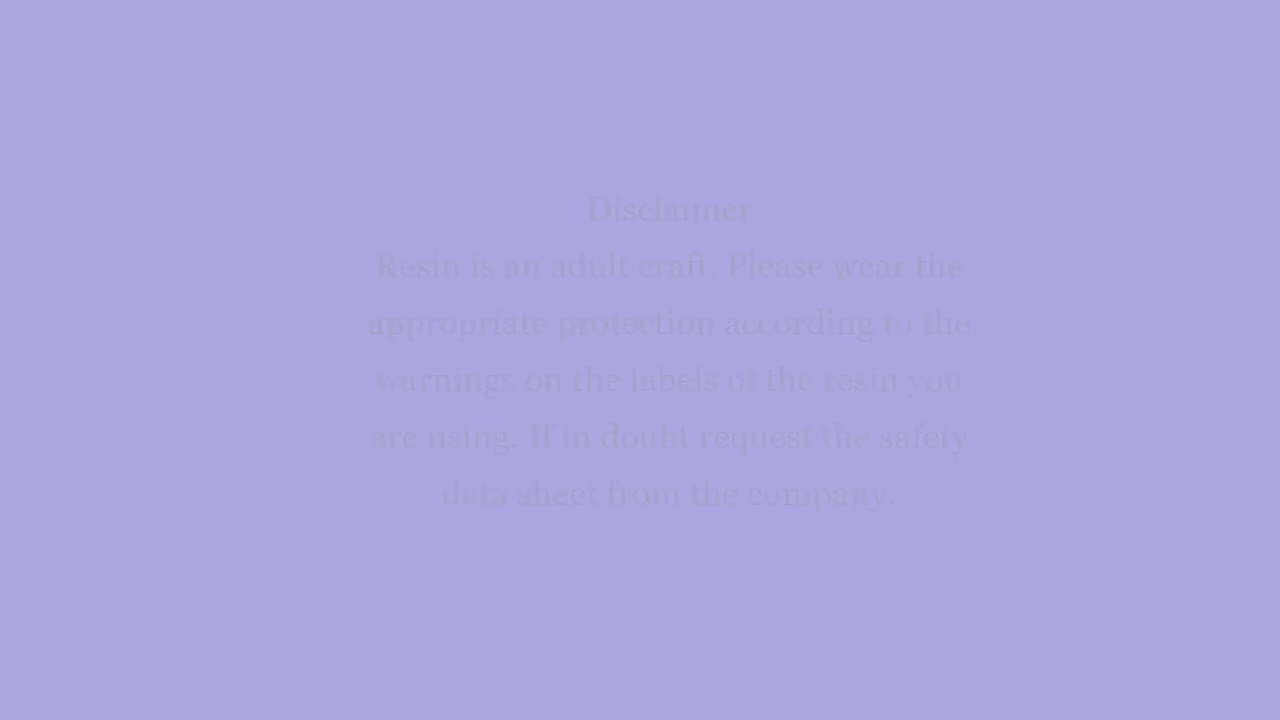 Disclaimer
Resin is an adult craft. Please wear the
appropriate protection according to the
warnings on the labels of the resin you
are using. If in doubt request the safety
data sheet from the company.